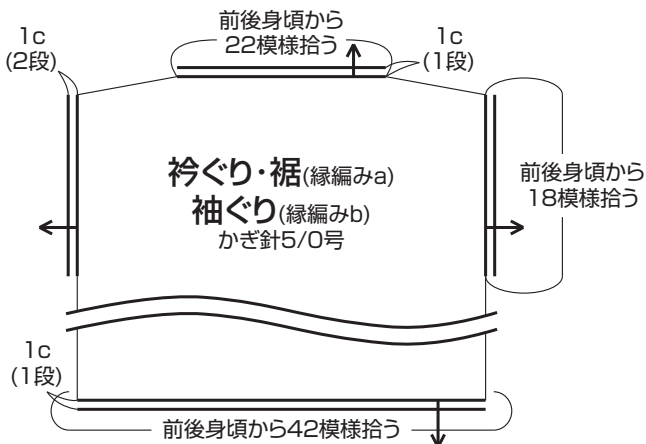 前後身頃から
22模様拾う
1c
(2段)
1c
(1段)
衿ぐり・裾(縁編みa)
袖ぐり(縁編みb)
かぎ針5/0号
前後身頃から
18模様拾う
1c
(1段)
前後身頃から42模様拾う